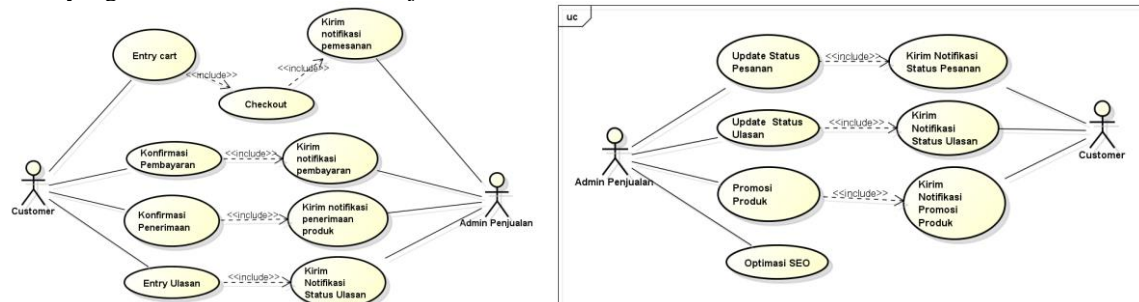 Kirim
notifikasi
pemesanan
Entry cart
<<include>>
<<include>>
Checkout
Konfirmasi
Pembayaran
<<include>>
Kirim
notifikasi
pembayaran
Customer
Admin Penjualan
Konfirmasi
Penerimaan
<<include>>
Kirim notifikasi
penerimaan
produk
Entry Ulasan
<<include>>
Kirim
Notifikasi
Status Ulasan
uc
Update Status
Pesanan
<<include>>
Kirim Notifikasi
Status Pesanan
Update Status
Ulasan
<<include>>
Kirim
Notifikasi
Status Ulasan
Admin Penjualan
Customer
Promosi
Produk
<<include>>
Kirim
Notifikasi
Promosi
Produk
Optimasi SEO